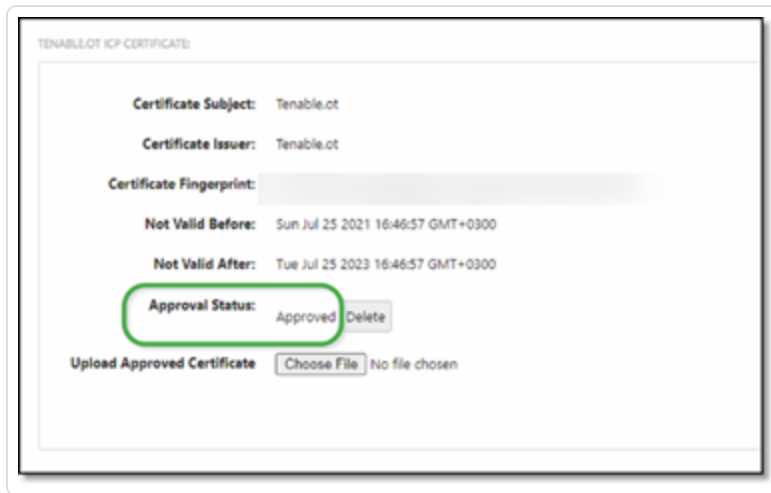 TENABLE.OT ICP CERTIFICATE:
Certificate Subject: Tenable.ot
Certificate Issuer: Tenable.ot
Certificate Fingerprint:
Not Valid Before: Sun Jul 25 2021 16:46:57 GMT+0300
Not Valid After: Tue Jul 25 2023 16:46:57 GMT+0300
Approval Status: Approved Delete
Upload Approved Certificate Choose File No file chosen